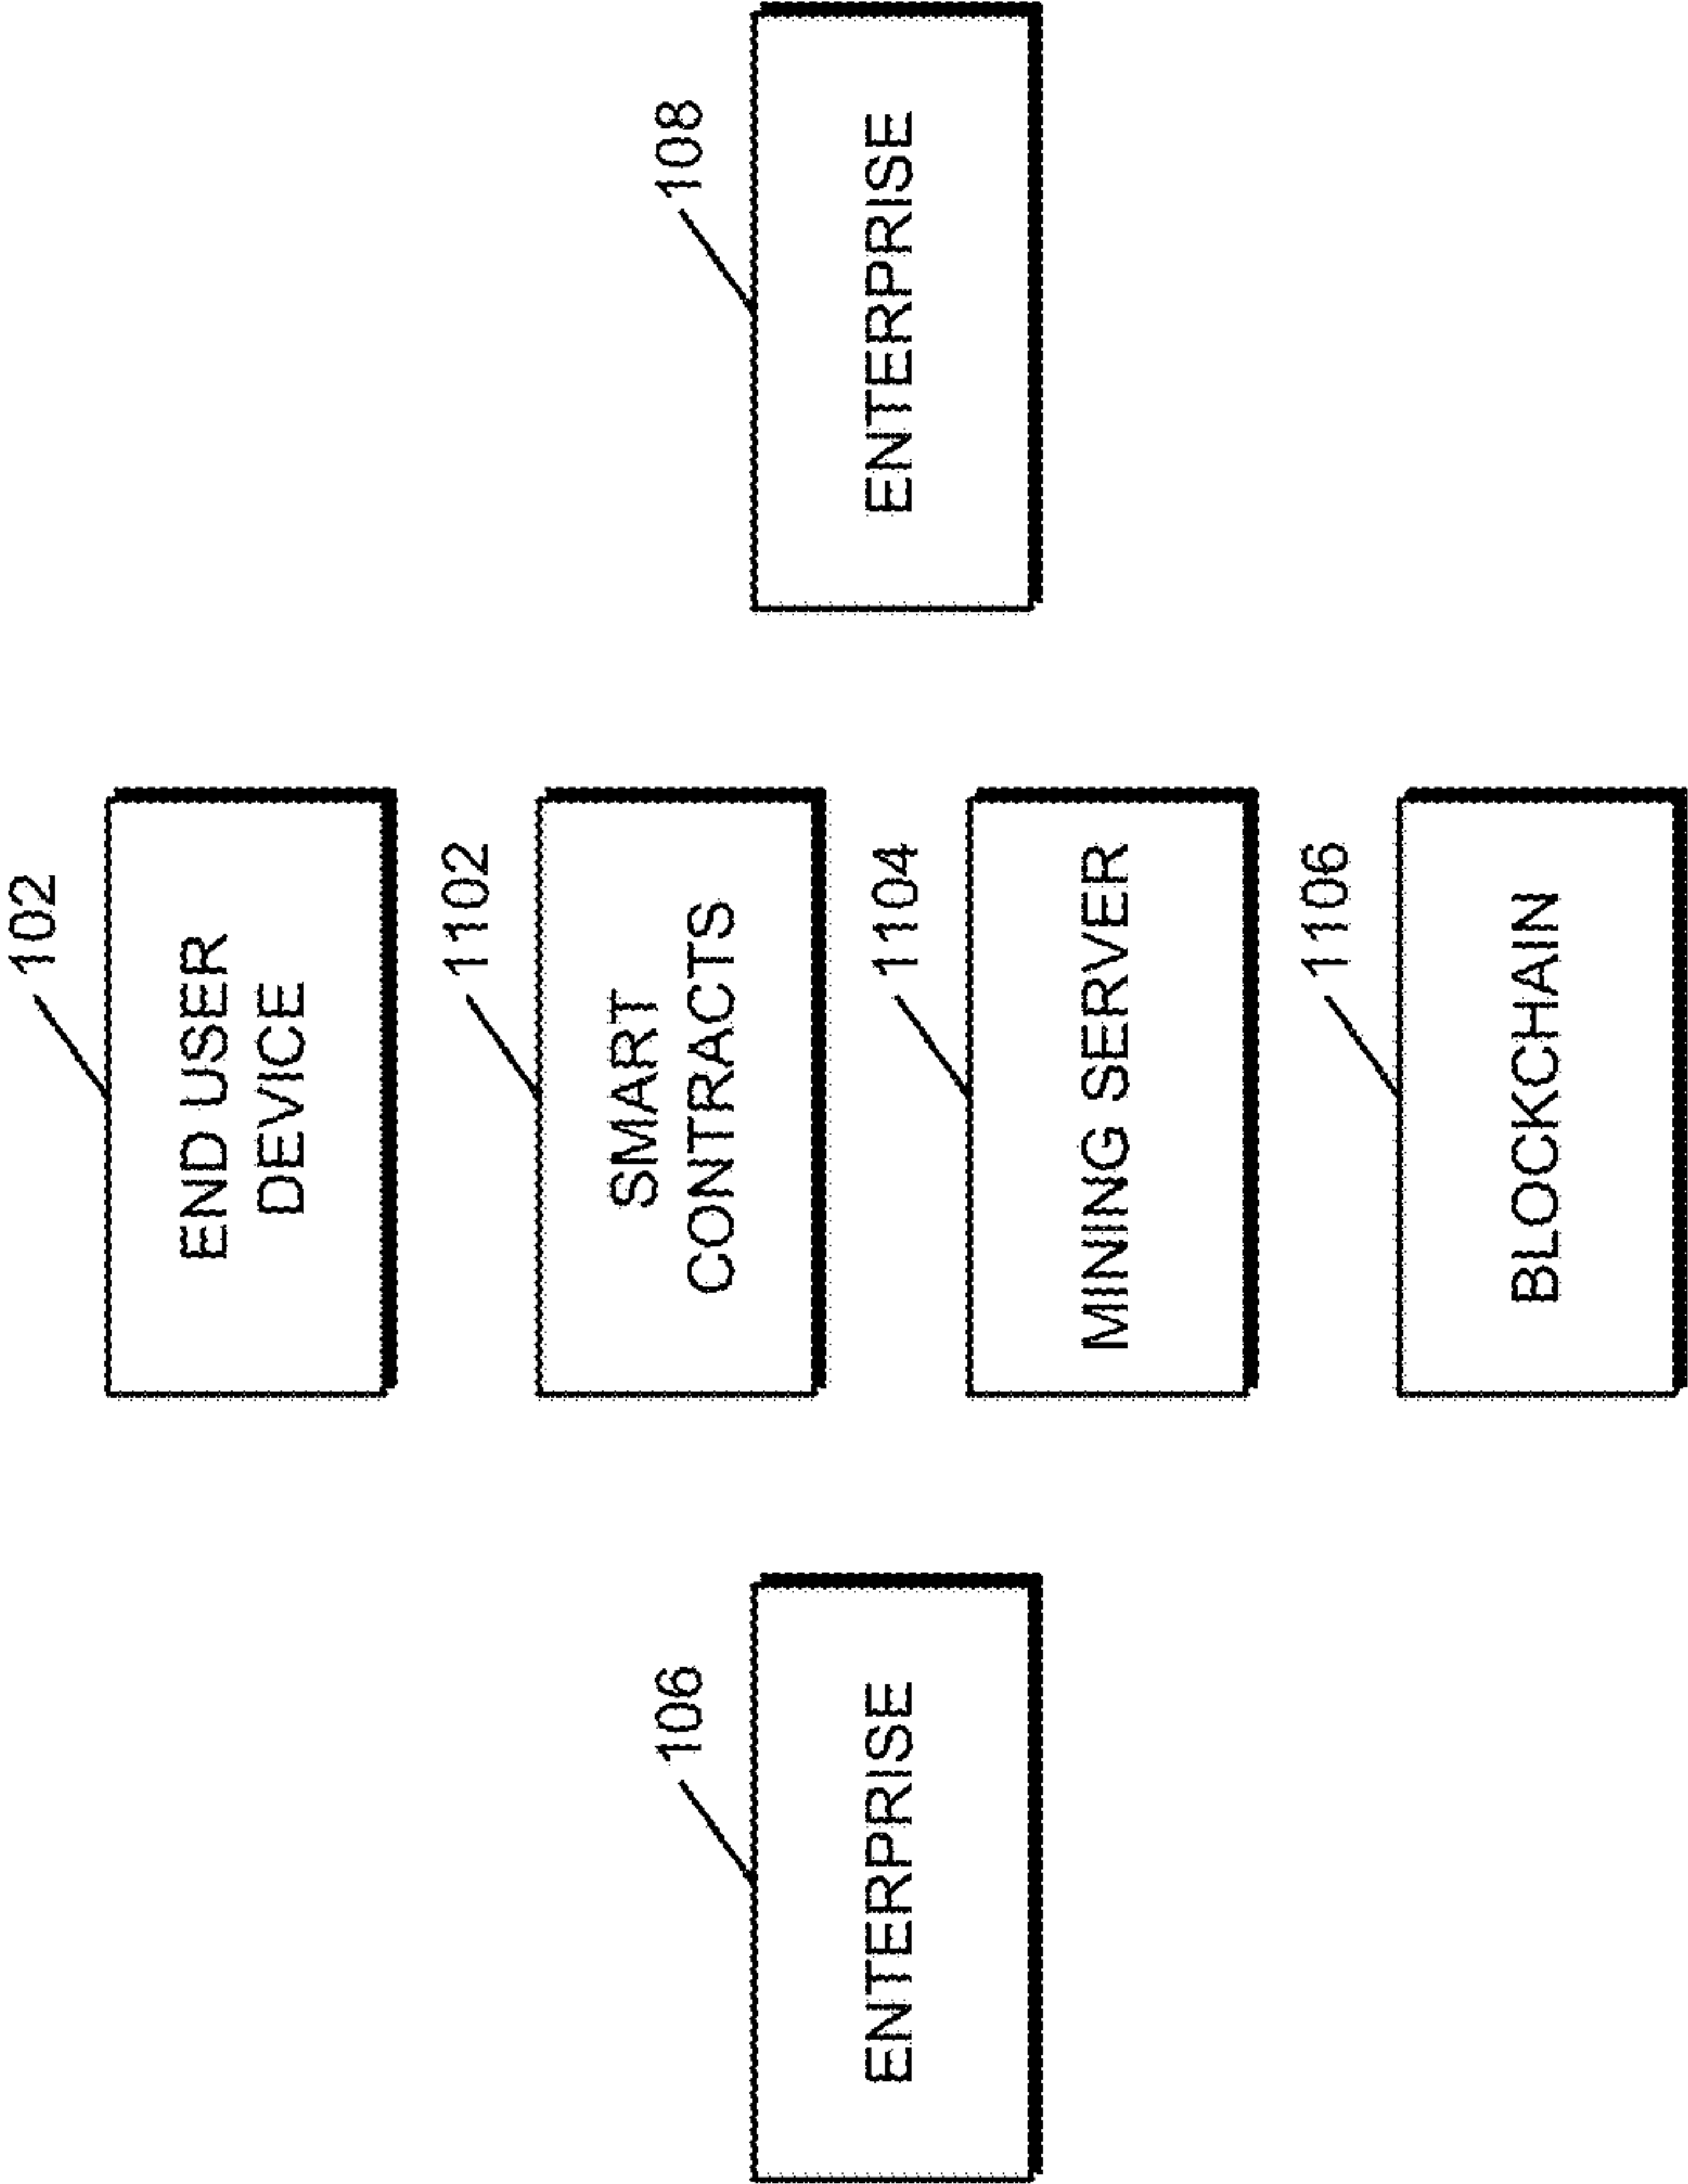 102
END USER
DEVICE
1102
SMART
CONTRACTS
106
ENTERPRISE
108
ENTERPRISE
1104
MINING SERVER
1106
BLOCKCHAIN